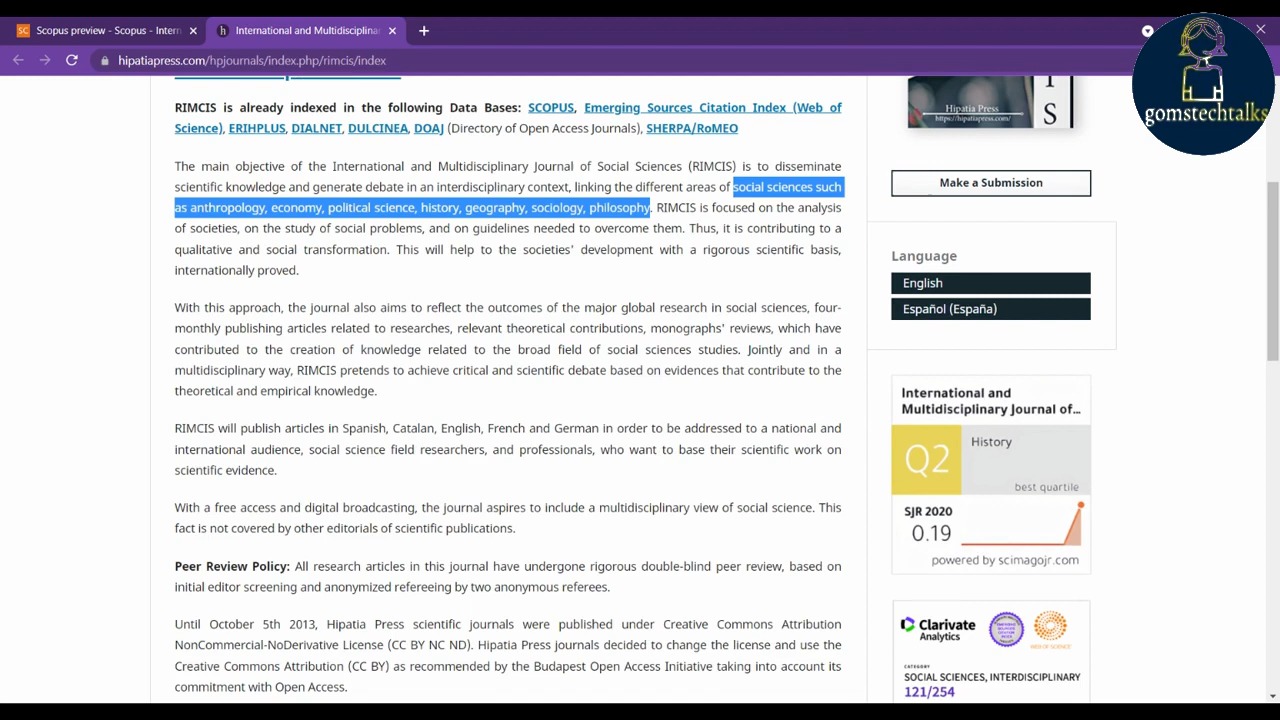 Scopus preview - Scopus - Intern
International and Multidisciplina
hipatiapress.com/hpjournals/index.php/rimcis/index
gomstechtalks
RIMCIS is already indexed in the following Data Bases: SCOPUS, Emerging Sources Citation Index (Web of
Science), ERIHPLUS, DIALNET, DULCINEA, DOAJ (Directory of Open Access Journals), SHERPA/RoMEO
The main objective of the International and Multidisciplinary Journal of Social Sciences (RIMCIS) is to disseminate
scientific knowledge and generate debate in an interdisciplinary context, linking the different areas of social sciences such
as anthropology, economy, political science, history, geography, sociology, philosophy. RIMCIS is focused on the analysis
of societies, on the study of social problems, and on guidelines needed to overcome them. Thus, it is contributing to a
qualitative and social transformation. This will help to the societies' development with a rigorous scientific basis,
internationally proved.
With this approach, the journal also aims to reflect the outcomes of the major global research in social sciences, four-
monthly publishing articles related to researches, relevant theoretical contributions, monographs' reviews, which have
contributed to the creation of knowledge related to the broad field of social sciences studies. Jointly and in a
multidisciplinary way, RIMCIS pretends to achieve critical and scientific debate based on evidences that contribute to the
theoretical and empirical knowledge.
RIMCIS will publish articles in Spanish, Catalan, English, French and German in order to be addressed to a national and
international audience, social science field researchers, and professionals, who want to base their scientific work on
scientific evidence.
With a free access and digital broadcasting, the journal aspires to include a multidisciplinary view of social science. This
fact is not covered by other editorials of scientific publications.
Peer Review Policy: All research articles in this journal have undergone rigorous double-blind peer review, based on
initial editor screening and anonymized refereeing by two anonymous referees.
Until October 5th 2013, Hipatia Press scientific journals were published under Creative Commons Attribution
NonCommercial-NoDerivative License (CC BY NC ND). Hipatia Press journals decided to change the license and use the
Creative Commons Attribution (CC BY) as recommended by the Budapest Open Access Initiative taking into account its
commitment with Open Access.
I
S
Hipatia Press
https://hipatiapress.com/
Make a Submission
Language
English
Español (España)
International and
Multidisciplinary Journal of...
Q2
History
best quartile
SJR 2020
0.19
powered by scimagojr.com
Clarivate
Analytics
WEB OF SCIENCE
CATEGORY
SOCIAL SCIENCES, INTERDISCIPLINARY
121/254